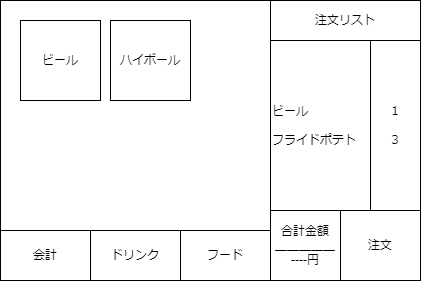 注文リスト
ビール
ハイボール
ビール 1
フライドポテト 3
会計
ドリンク
フード
合計金額
----円
注文